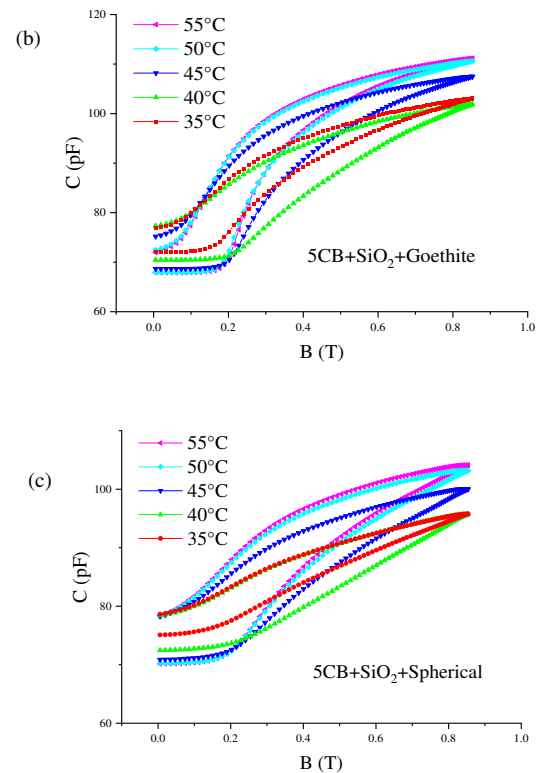 (b)
55°C
50°C
45°C
40°C
35°C
120
100
80
60
C (pF)
5CB+SiO₂+Goethite
0.0 0.2 0.4 0.6 0.8 1.0
B (T)
(c)
55°C
50°C
45°C
40°C
35°C
100
80
60
C (pF)
5CB+SiO₂+Spherical
0.0 0.2 0.4 0.6 0.8 1.0
B (T)